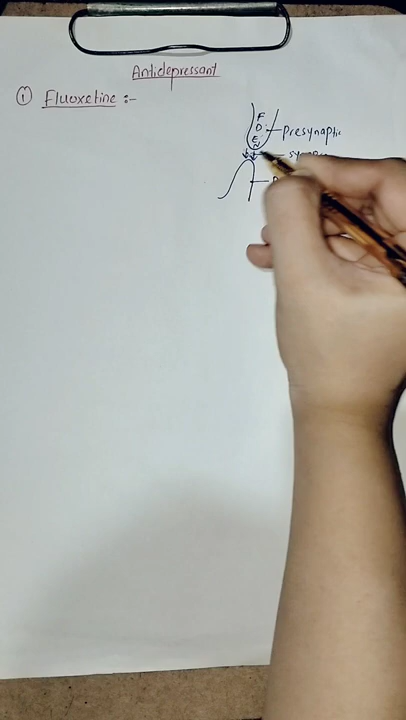 Antidepressant
① Fluoxetine :-
F
D
E
N
Presynaptic